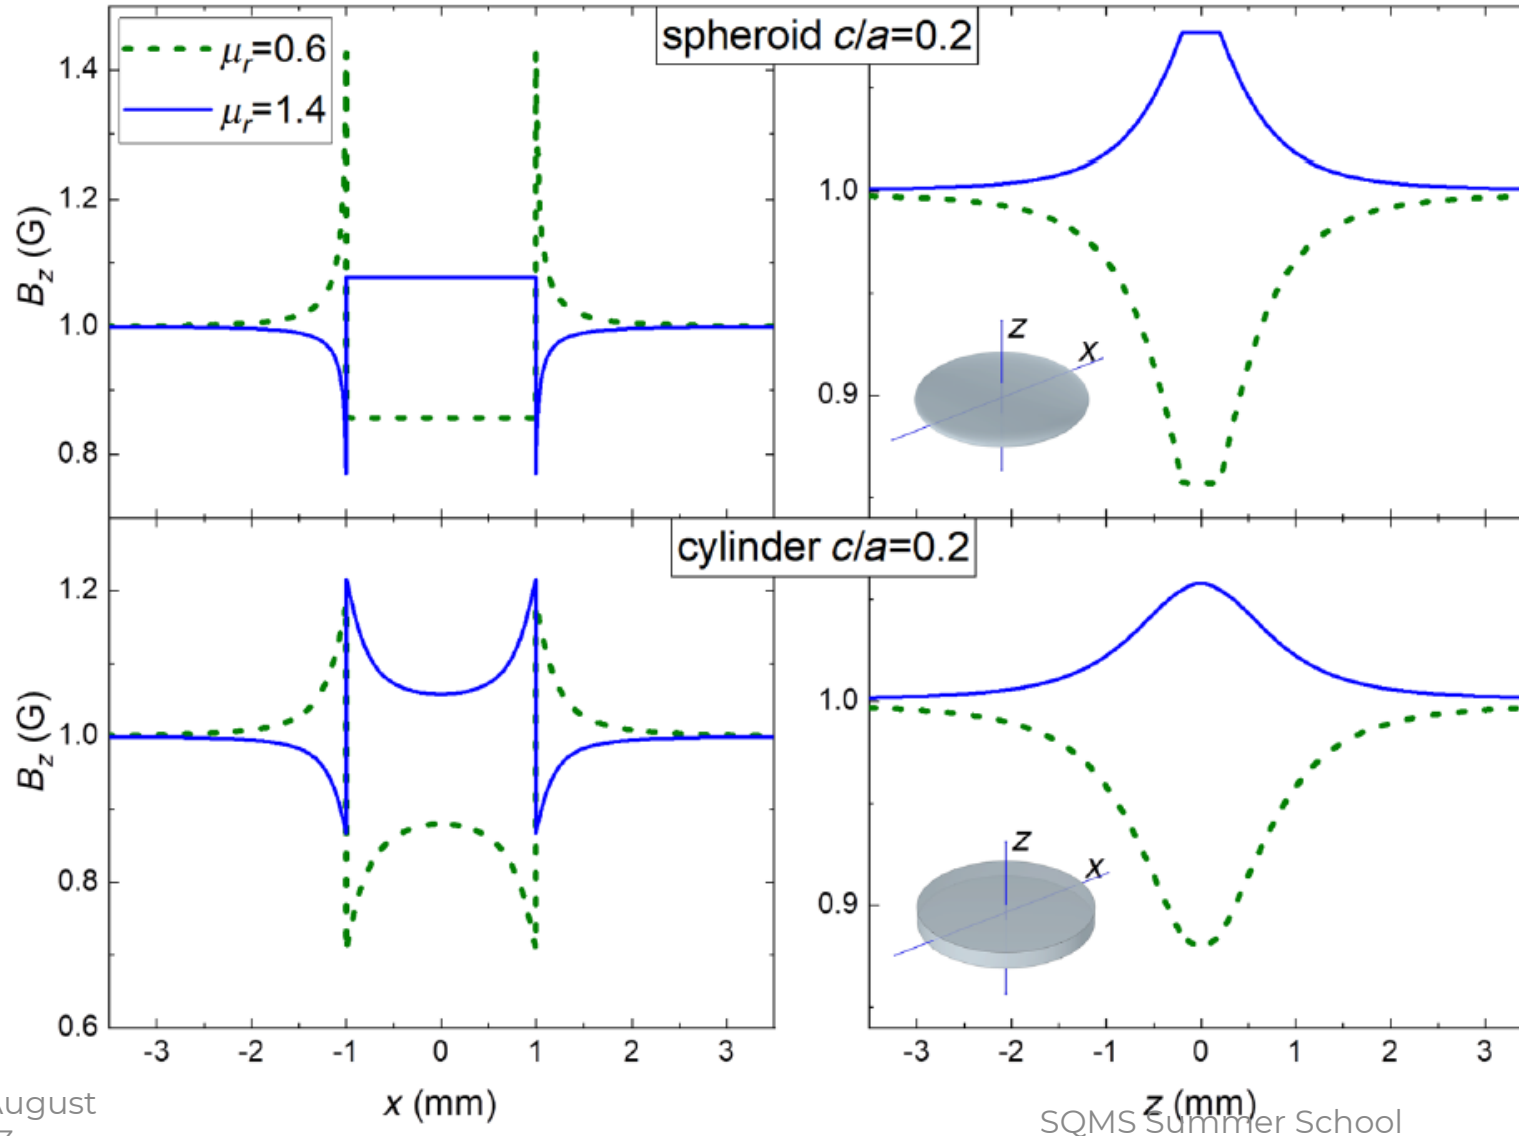 μr=0.6
μr=1.4
spheroid c/a=0.2
1.4
1.2
1.0
0.8
Bz (G)
1.0
0.9
z
x
cylinder c/a=0.2
1.2
1.0
0.8
0.6
Bz (G)
-3 -2 -1 0 1 2 3
x (mm)
1.0
0.9
z
x
-3 -2 -1 0 1 2 3
z (mm)
August
SQMS Summer School